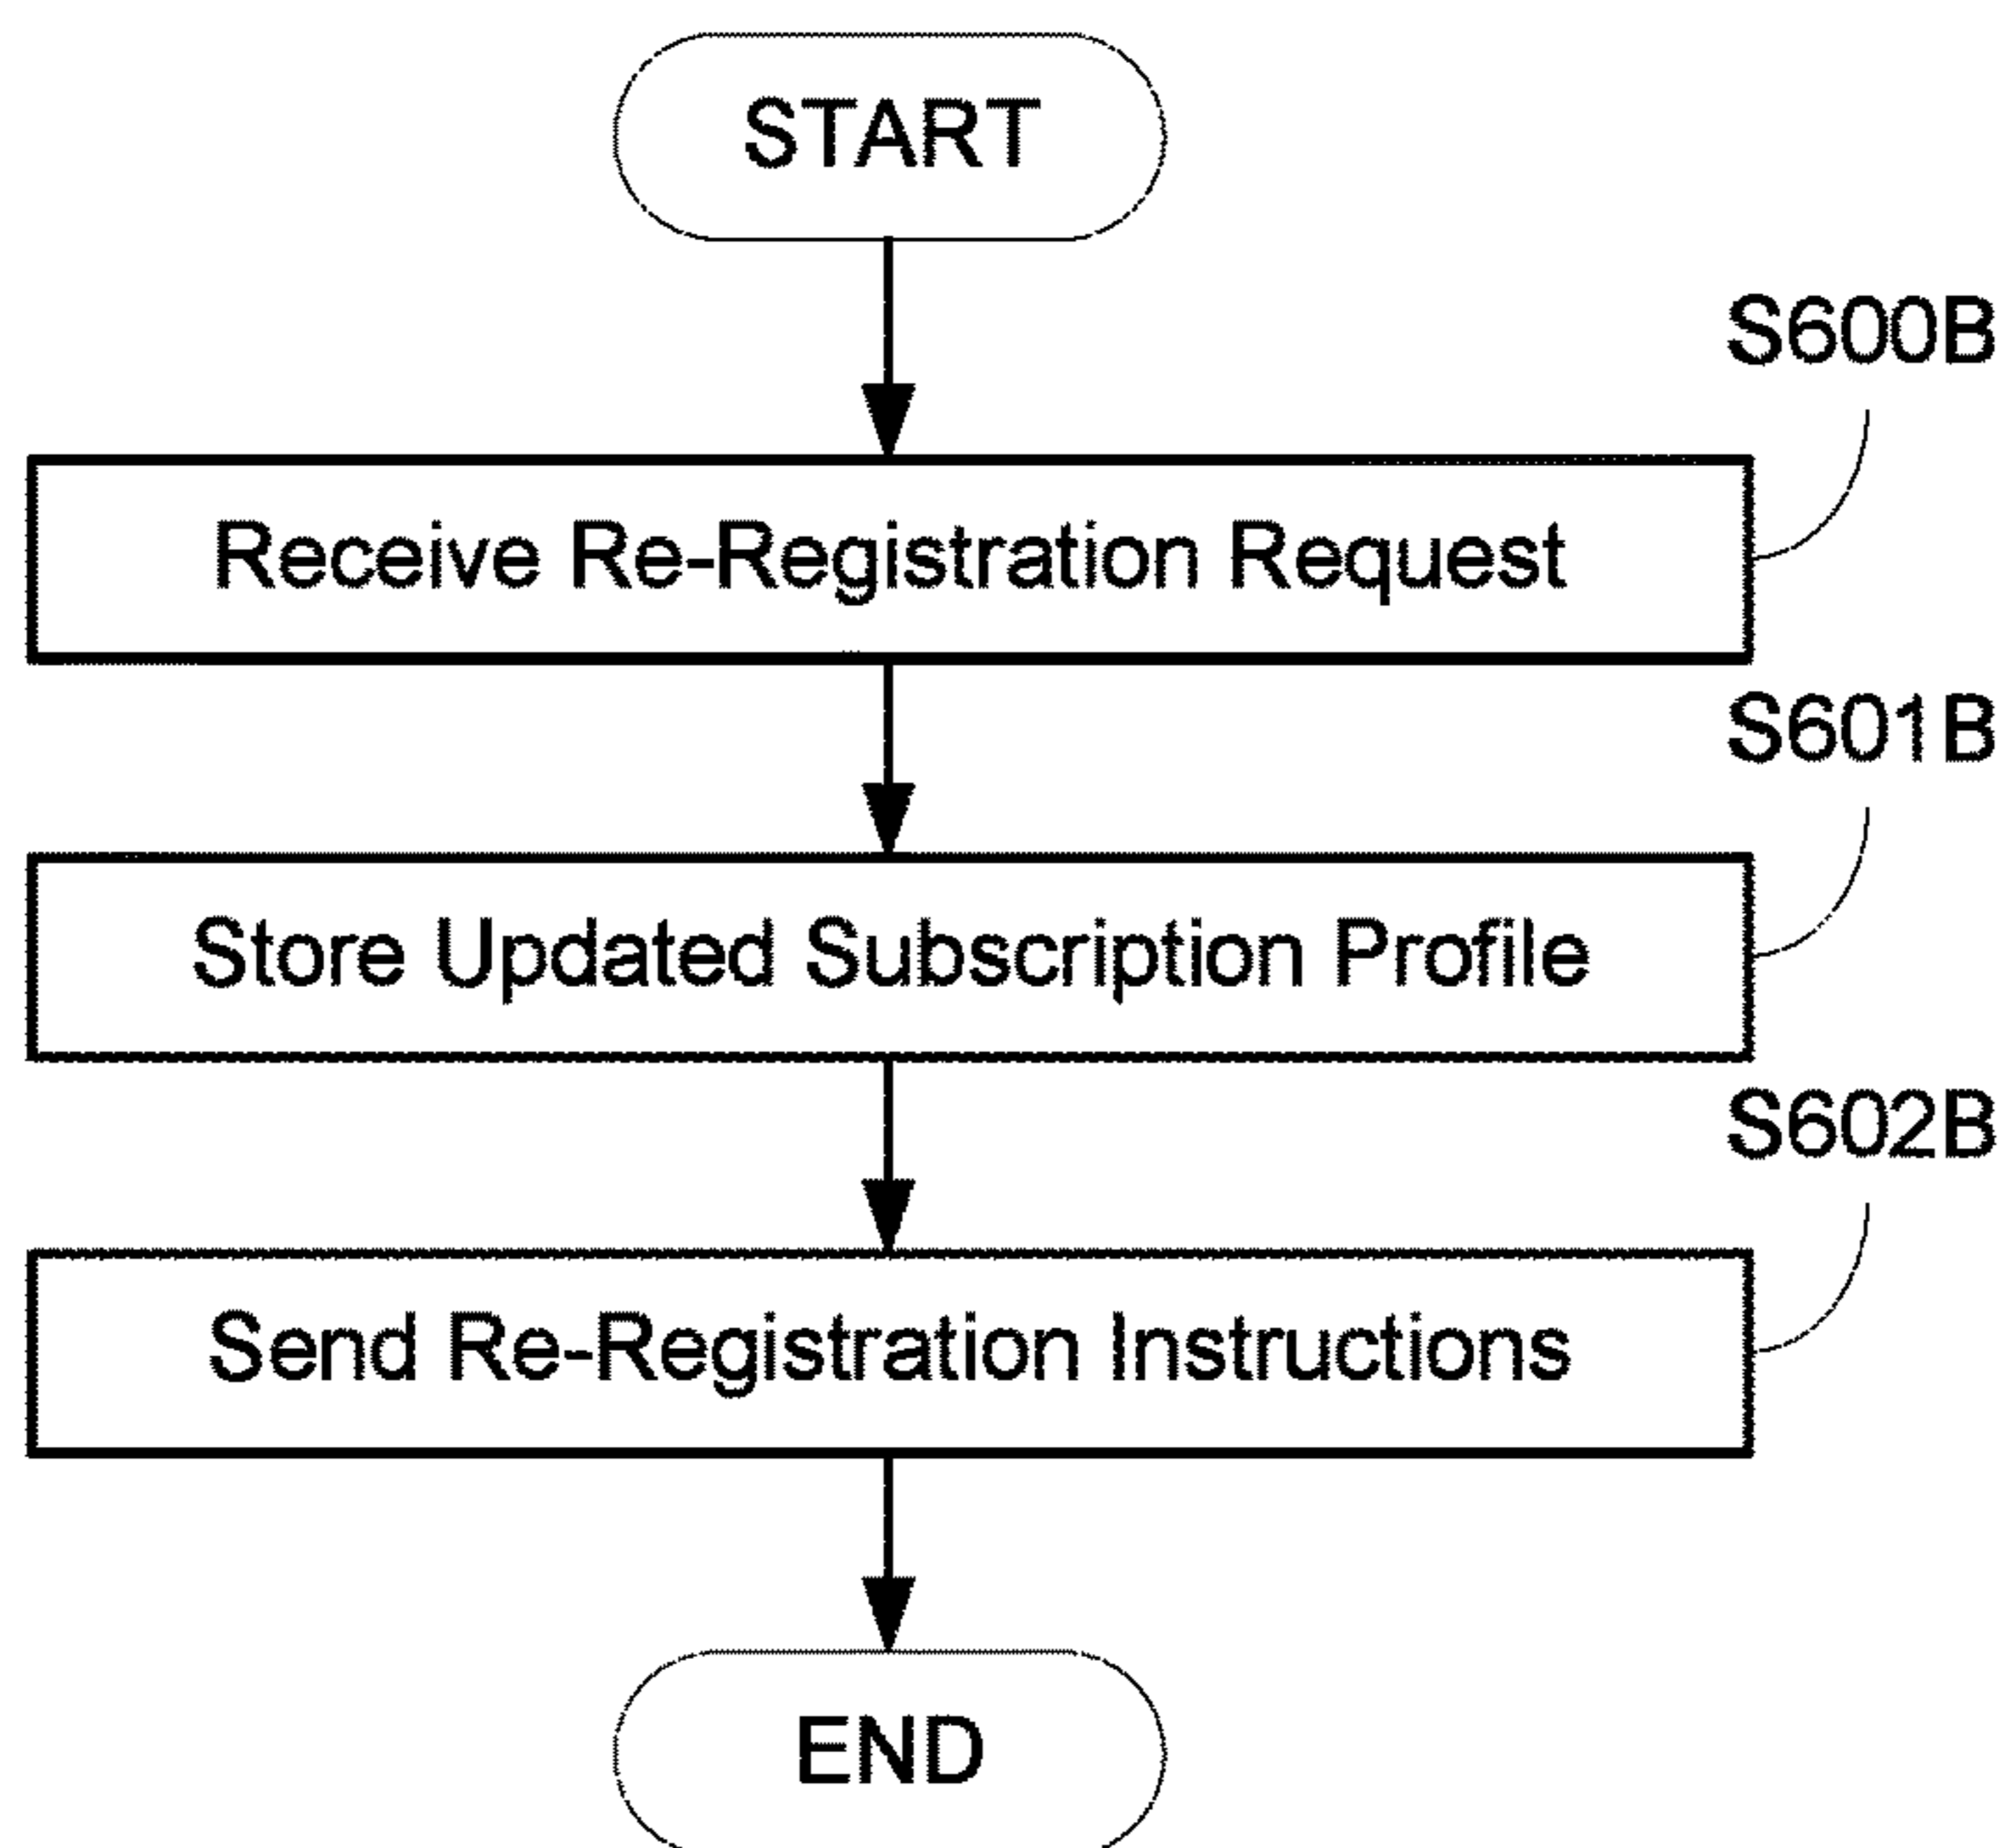 START
S600B
Receive Re-Registration Request
S601B
Store Updated Subscription Profile
S602B
Send Re-Registration Instructions
END